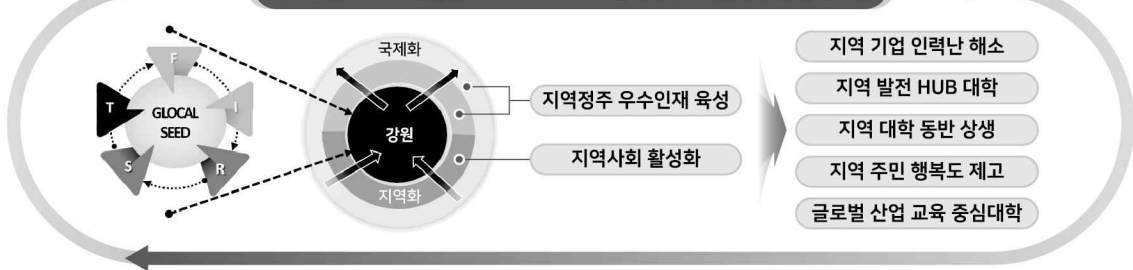 F
T
I
GLOCAL
SEED
S
R
국제화
강원
지역화
지역정주 우수인재 육성
지역사회 활성화
지역 기업 인력난 해소
지역 발전 HUB 대학
지역 대학 동반 상생
지역 주민 행복도 제고
글로벌 산업 교육 중심대학